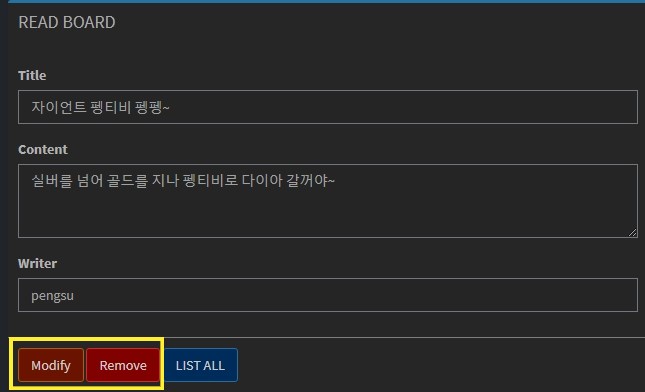 READ BOARD
Title
자이언트 펭티비 펭펭~
Content
실버를 넘어 골드를 지나 펭티비로 다이아 갈꺼야~
Writer
pengsu
Modify Remove LIST ALL